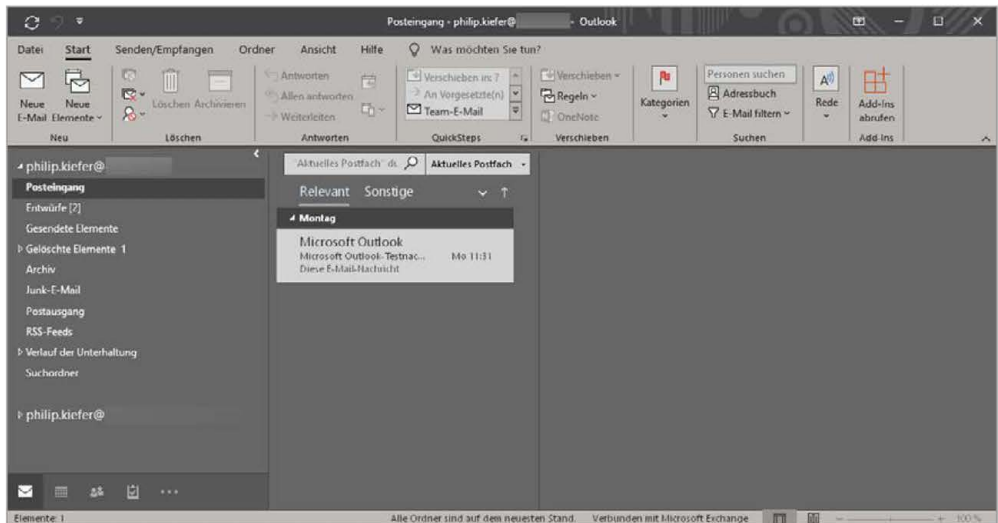 Posteingang - philip.kiefer@ - Outlook
Datei Start Senden/Empfangen Ordner Ansicht Hilfe Was möchten Sie tun?
Neue E-Mail
Neue Elemente
Löschen
Archivieren
Antworten
Allen antworten
Weiterleiten
Verschieben in: ?
An Vorgesetzte(n)
Team-E-Mail
Verschieben
Regeln
OneNote
Kategorien
Personen suchen
Adressbuch
E-Mail filtern
Rede
Add-Ins abrufen
Neu Löschen Antworten QuickSteps Verschieben Suchen Add-Ins
philip.kiefer@
Posteingang
Entwürfe [2]
Gesendete Elemente
Gelöschte Elemente 1
Archiv
Junk-E-Mail
Postausgang
RSS-Feeds
Verlauf der Unterhaltung
Suchordner
philip.kiefer@
"Aktuelles Postfach" du Aktuelles Postfach
Relevant Sonstige
Montag
Microsoft Outlook
Microsoft Outlook-Testnac... Mo 11:31
Diese E-Mail-Nachricht
Elemente: 1 Alle Ordner sind auf dem neuesten Stand. Verbunden mit Microsoft Exchange 100 %